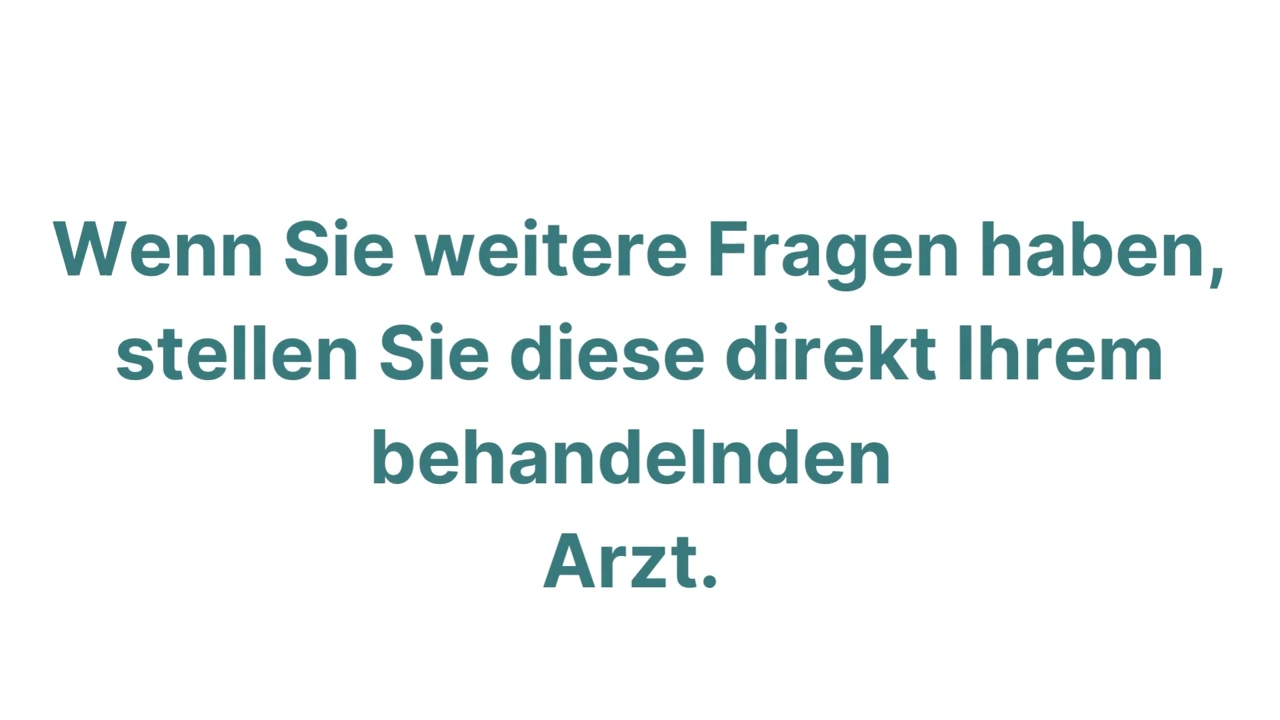 Wenn Sie weitere Fragen haben,
stellen Sie diese direkt Ihrem
behandelnden
Arzt.